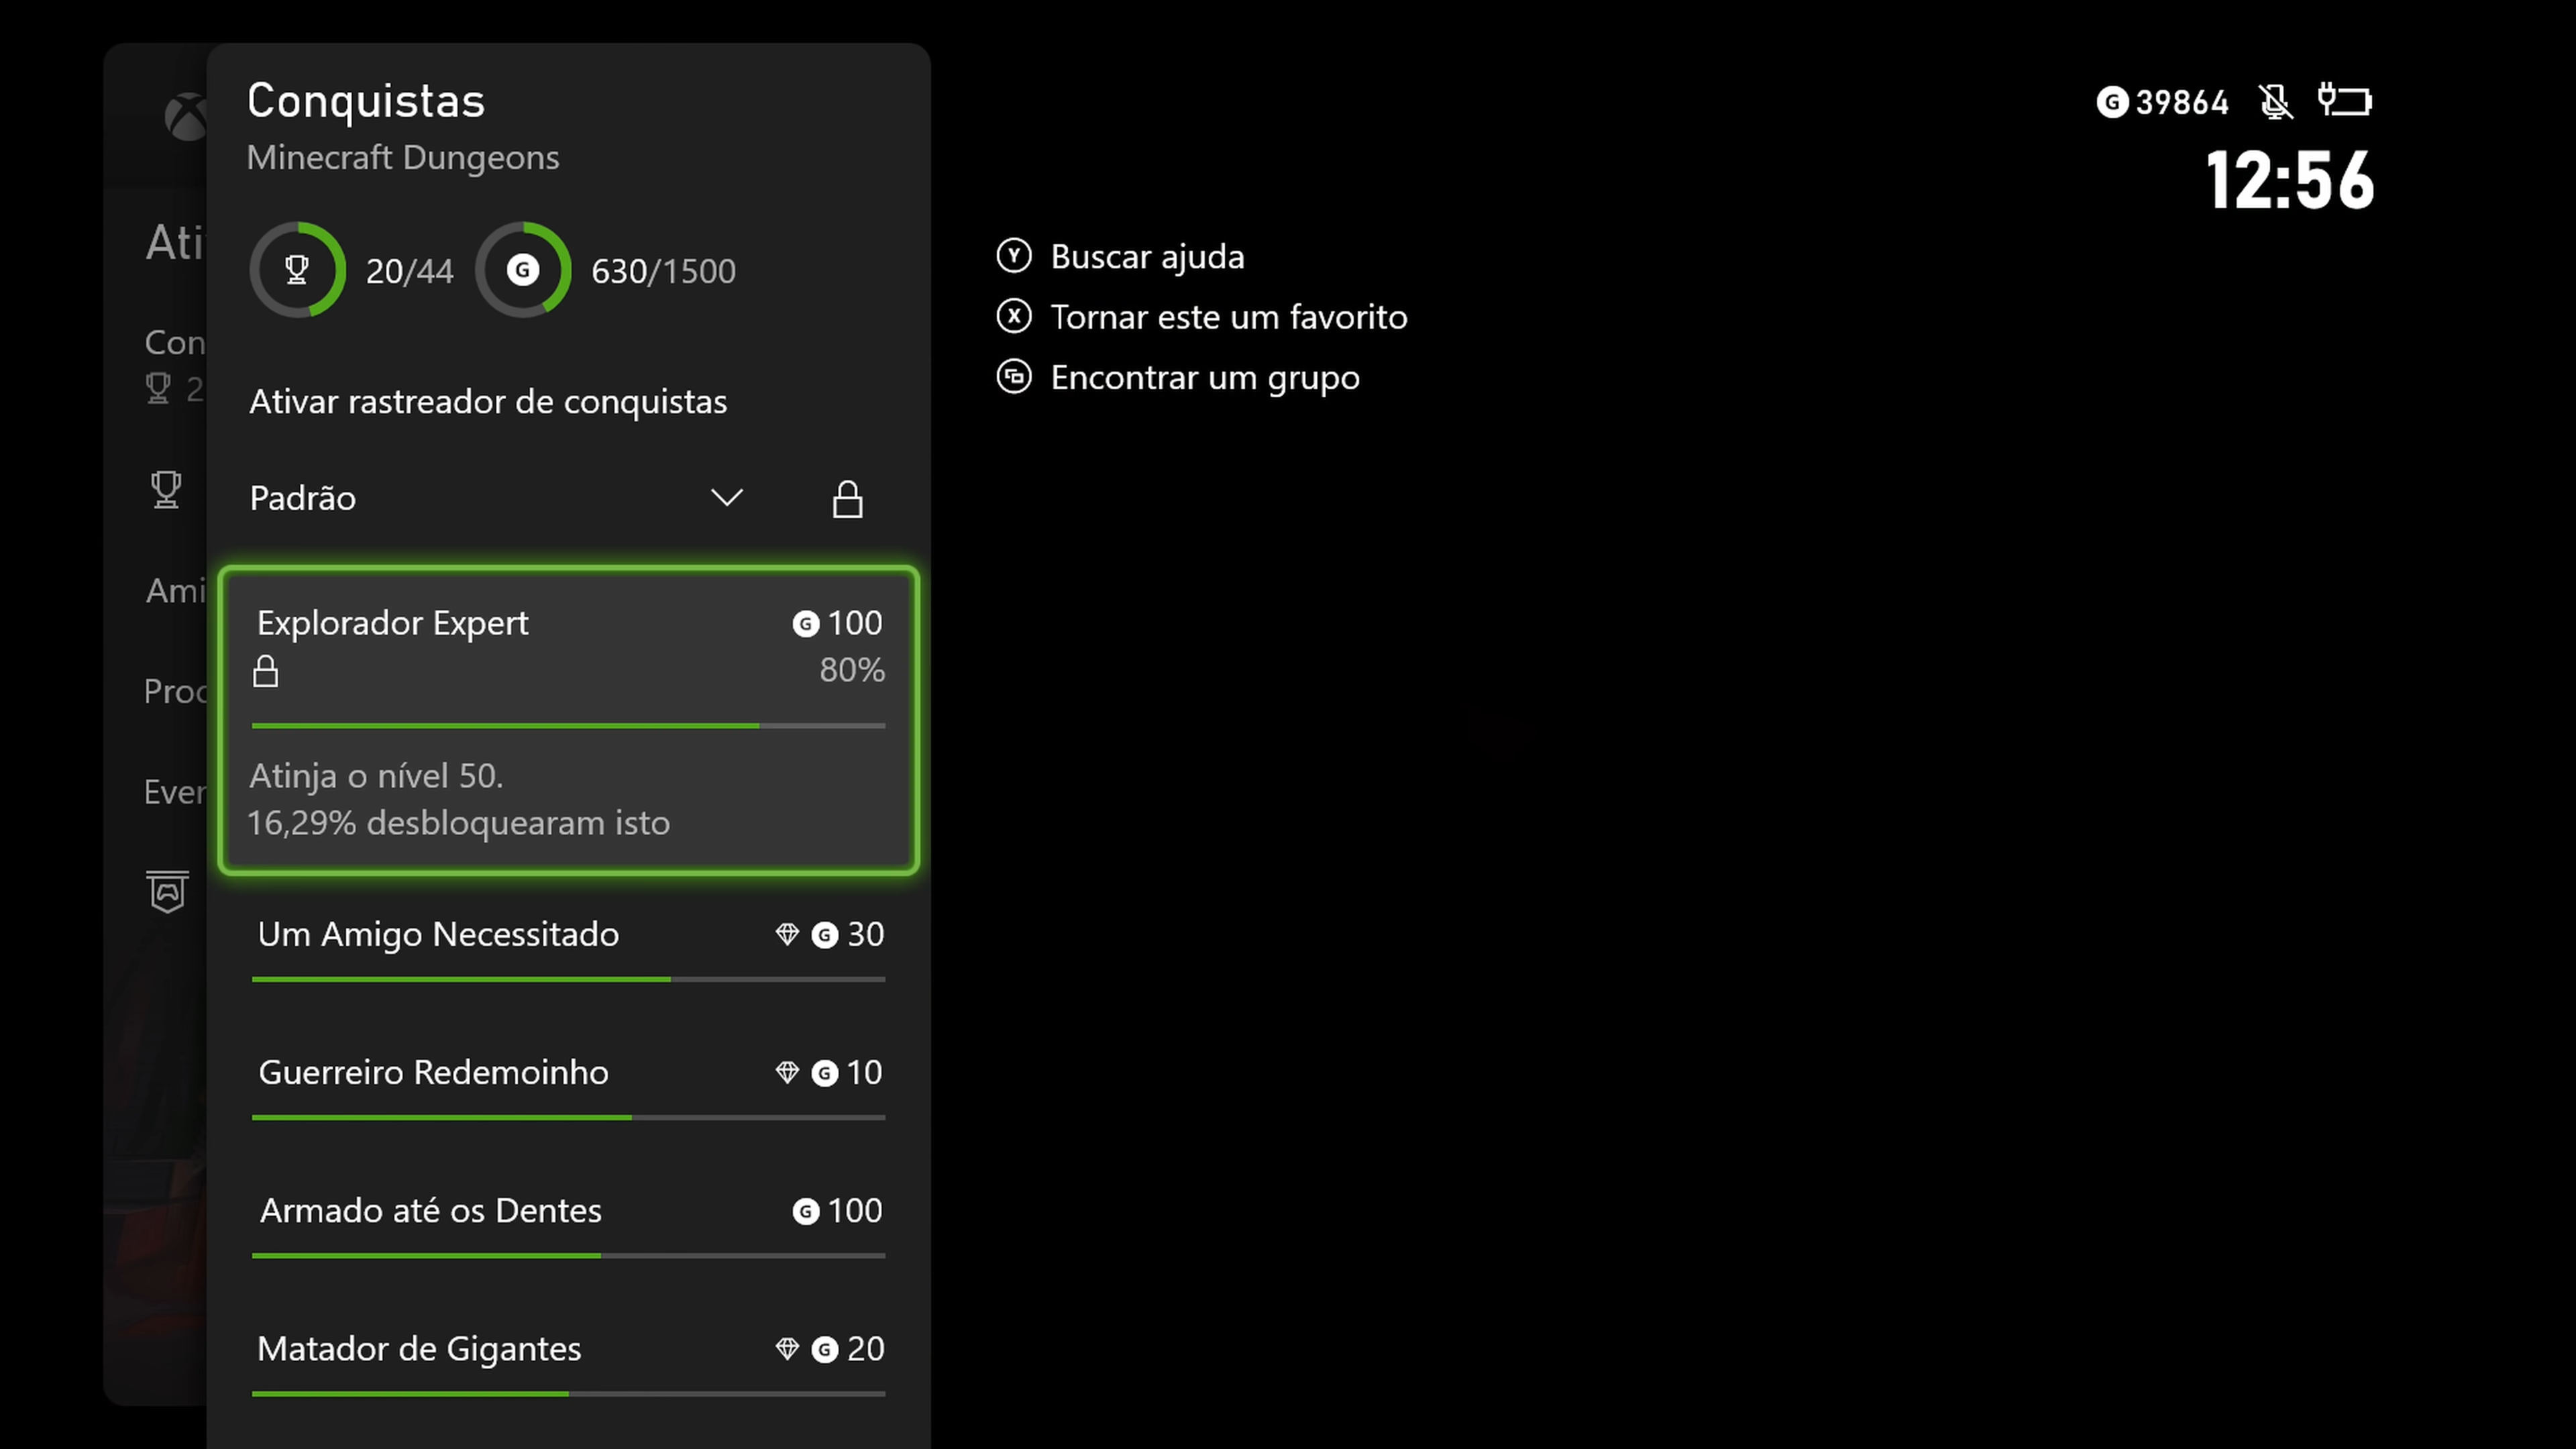 Conquistas
Minecraft Dungeons
20/44
G 630/1500
Ativar rastreador de conquistas
Padrão
Explorador Expert G 100
80%
Atinja o nível 50.
16,29% desbloquearam isto
Um Amigo Necessitado G 30
Guerreiro Redemoinho G 10
Armado até os Dentes G 100
Matador de Gigantes G 20
G 39864
12:56
Y Buscar ajuda
X Tornar este um favorito
Encontrar um grupo